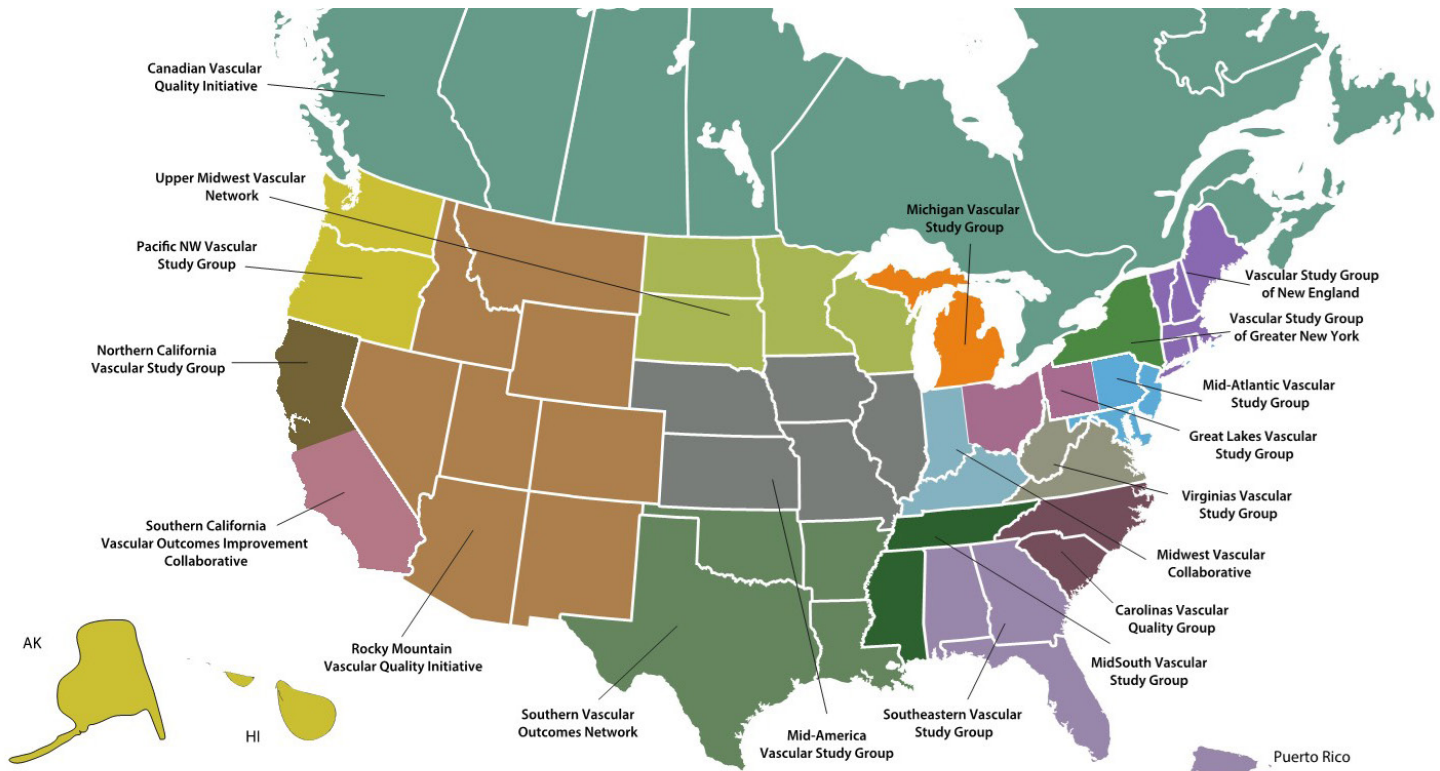 Canadian Vascular
Quality Initiative
Upper Midwest Vascular
Network
Pacific NW Vascular
Study Group
Northern California
Vascular Study Group
Southern California
Vascular Outcomes Improvement
Collaborative
AK
HI
Rocky Mountain
Vascular Quality Initiative
Southern Vascular
Outcomes Network
Mid-America
Vascular Study Group
Southeastern Vascular
Study Group
Michigan Vascular
Study Group
Vascular Study Group
of New England
Vascular Study Group
of Greater New York
Mid-Atlantic Vascular
Study Group
Great Lakes Vascular
Study Group
Virginias Vascular
Study Group
Midwest Vascular
Collaborative
Carolinas Vascular
Quality Group
MidSouth Vascular
Study Group
Puerto Rico